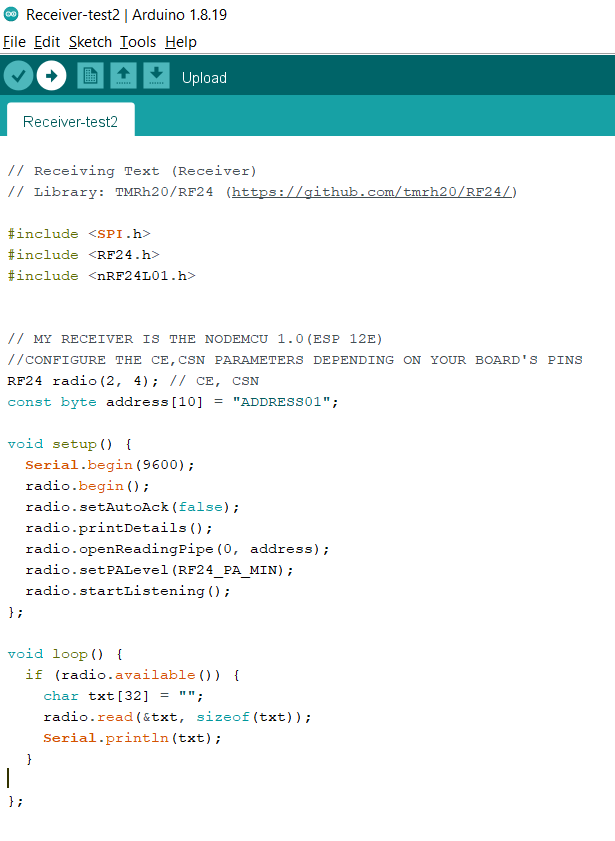 Receiver-test2 | Arduino 1.8.19
File Edit Sketch Tools Help
Upload
Receiver-test2
// Receiving Text (Receiver)
// Library: TMRh20/RF24 (https://github.com/tmrh20/RF24/)
#include <SPI.h>
#include <RF24.h>
#include <nRF24L01.h>
// MY RECEIVER IS THE NODEMCU 1.0(ESP 12E)
//CONFIGURE THE CE,CSN PARAMETERS DEPENDING ON YOUR BOARD'S PINS
RF24 radio(2, 4); // CE, CSN
const byte address[10] = "ADDRESS01";
void setup() {
  Serial.begin(9600);
  radio.begin();
  radio.setAutoAck(false);
  radio.printDetails();
  radio.openReadingPipe(0, address);
  radio.setPALevel(RF24_PA_MIN);
  radio.startListening();
};
void loop() {
  if (radio.available()) {
    char txt[32] = "";
    radio.read(&txt, sizeof(txt));
    Serial.println(txt);
  }
};